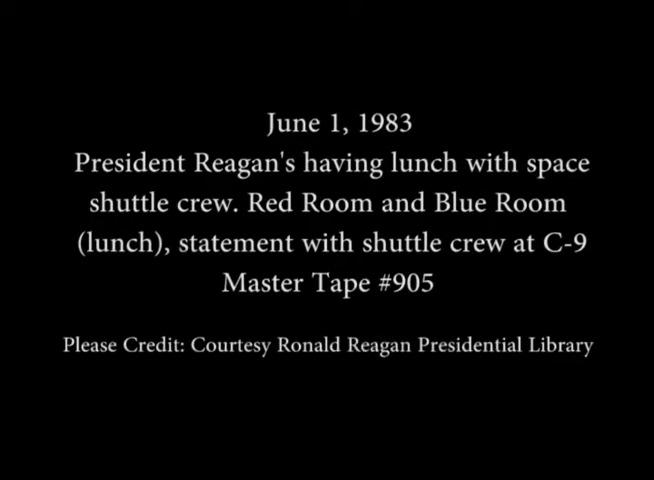 June 1, 1983
President Reagan's having lunch with space
shuttle crew. Red Room and Blue Room
(lunch), statement with shuttle crew at C-9
Master Tape #905
Please Credit: Courtesy Ronald Reagan Presidential Library